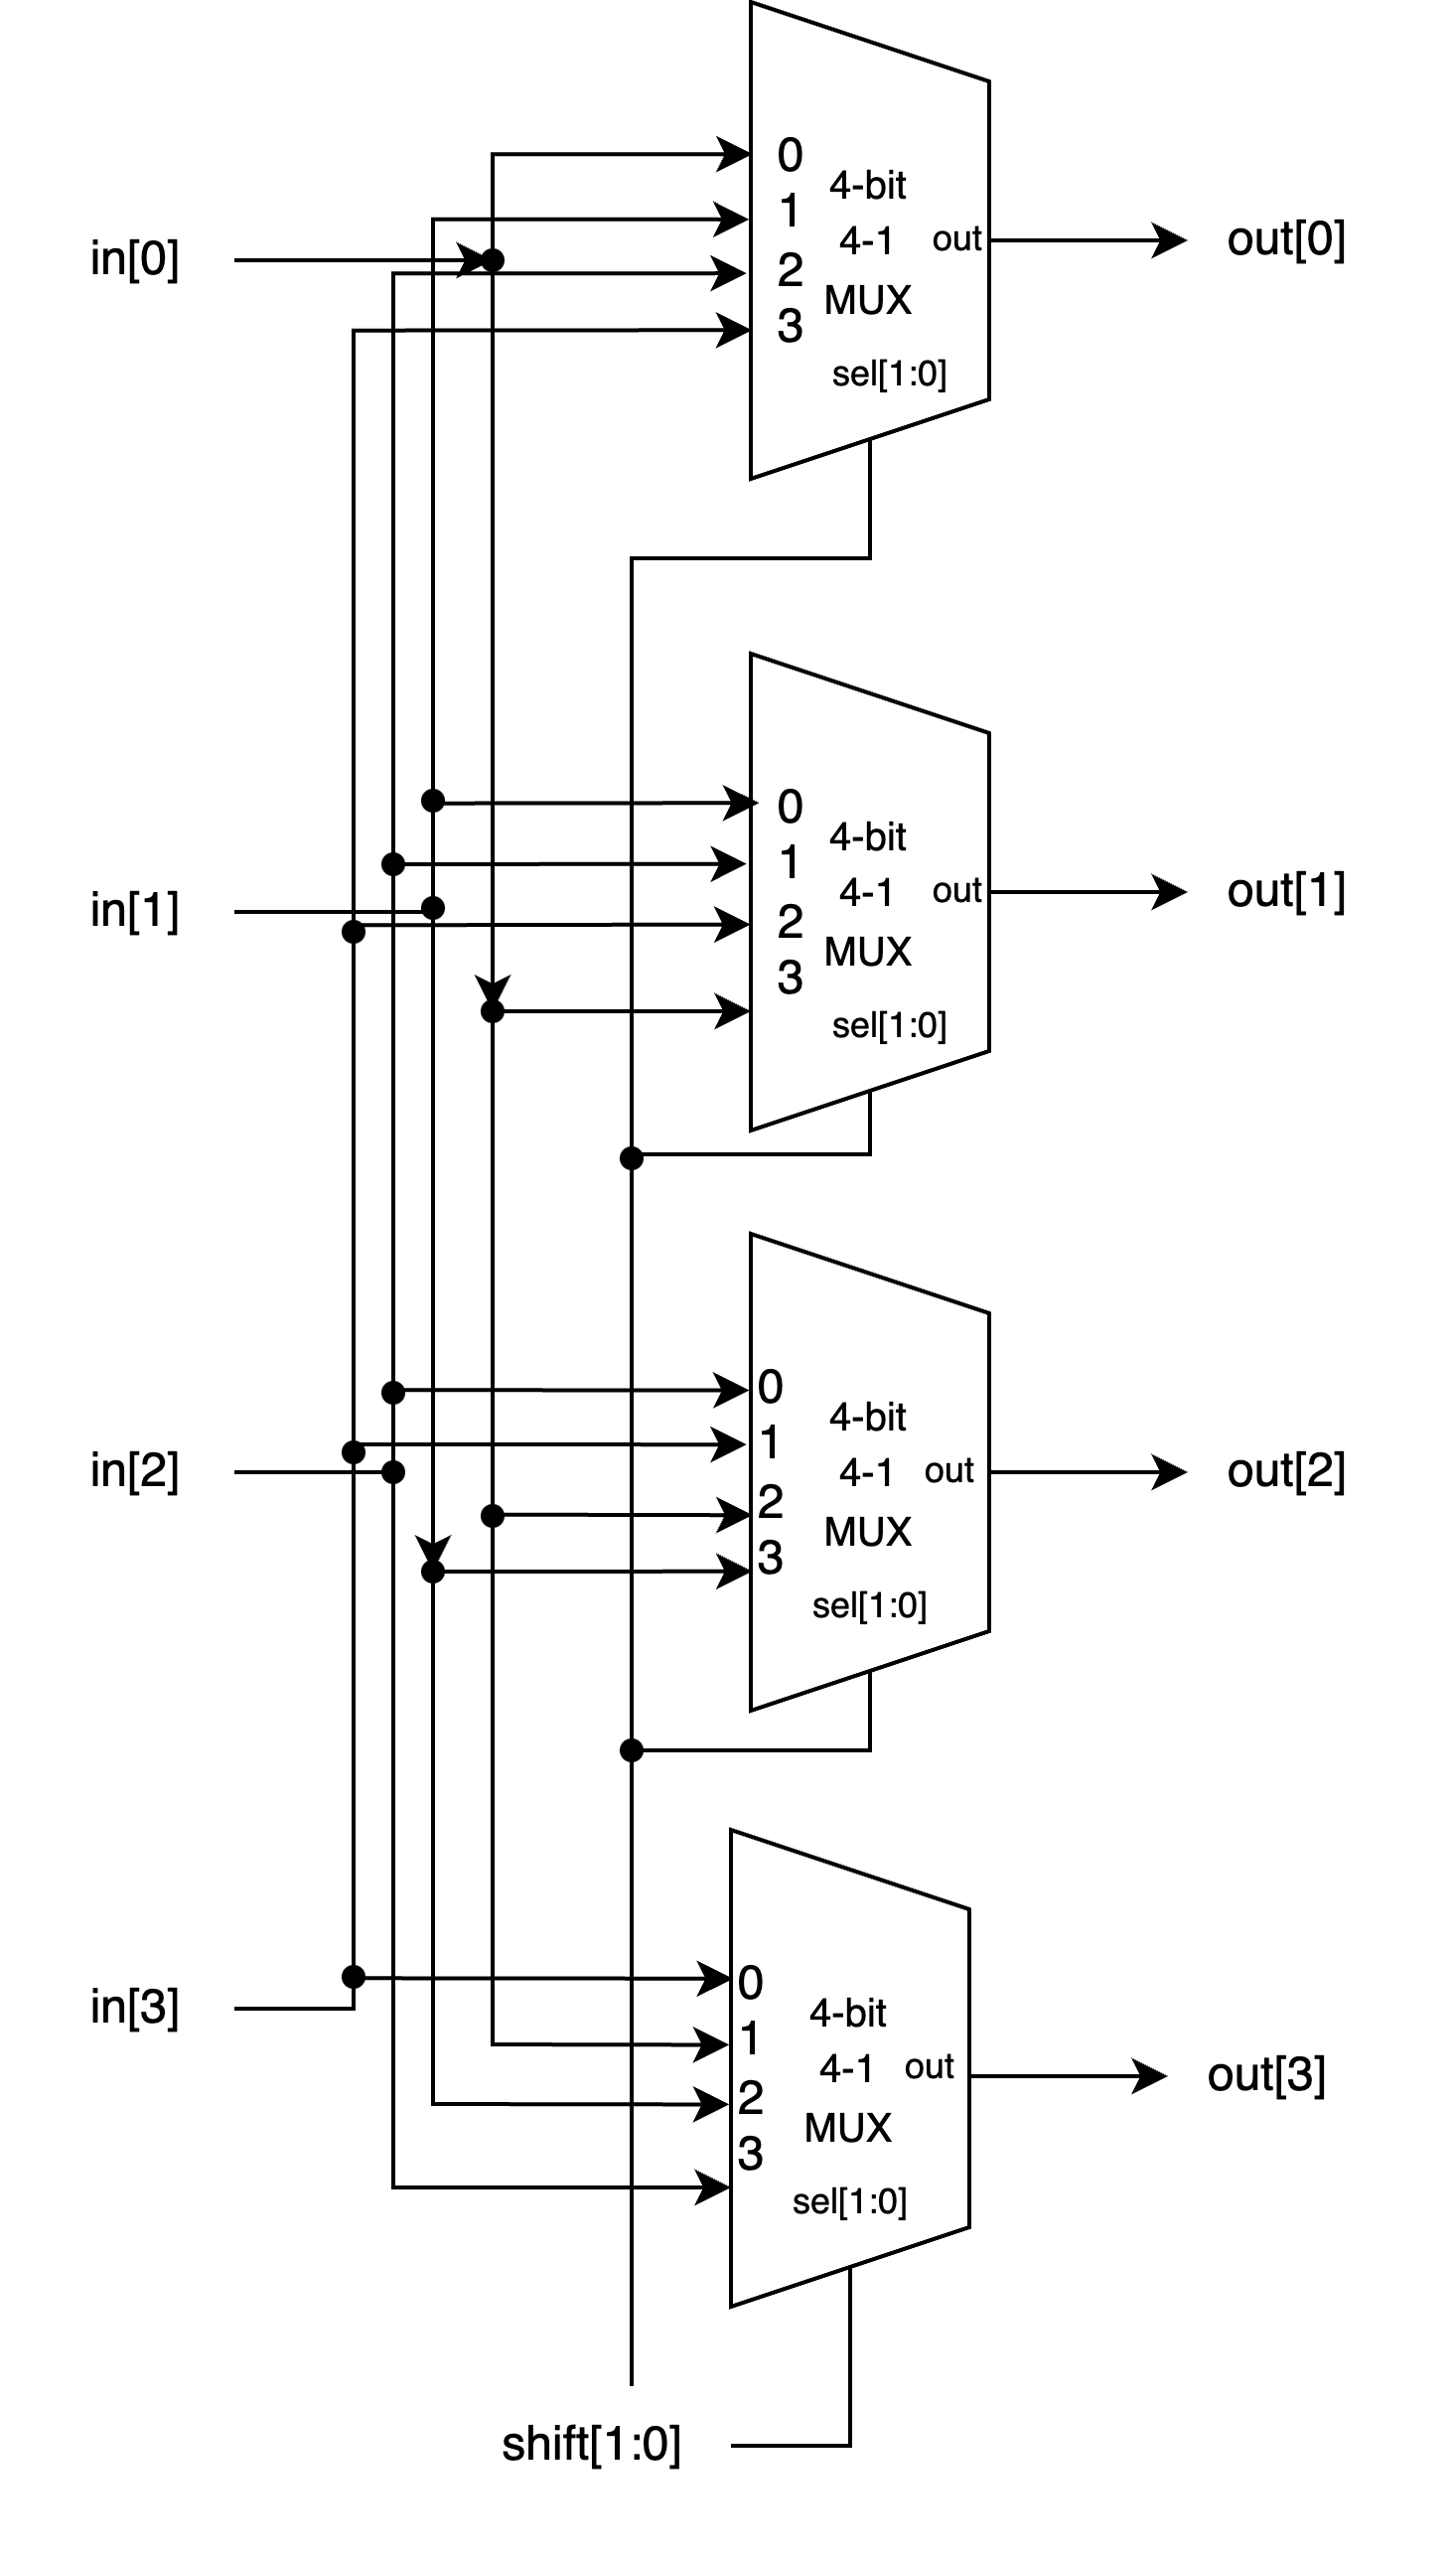 in[0]
0
1
2
3
4-bit
4-1
MUX
out
sel[1:0]
out[0]
in[1]
0
1
2
3
4-bit
4-1
MUX
out
sel[1:0]
out[1]
in[2]
0
1
2
3
4-bit
4-1
MUX
out
sel[1:0]
out[2]
in[3]
0
1
2
3
4-bit
4-1
MUX
out
sel[1:0]
out[3]
shift[1:0]